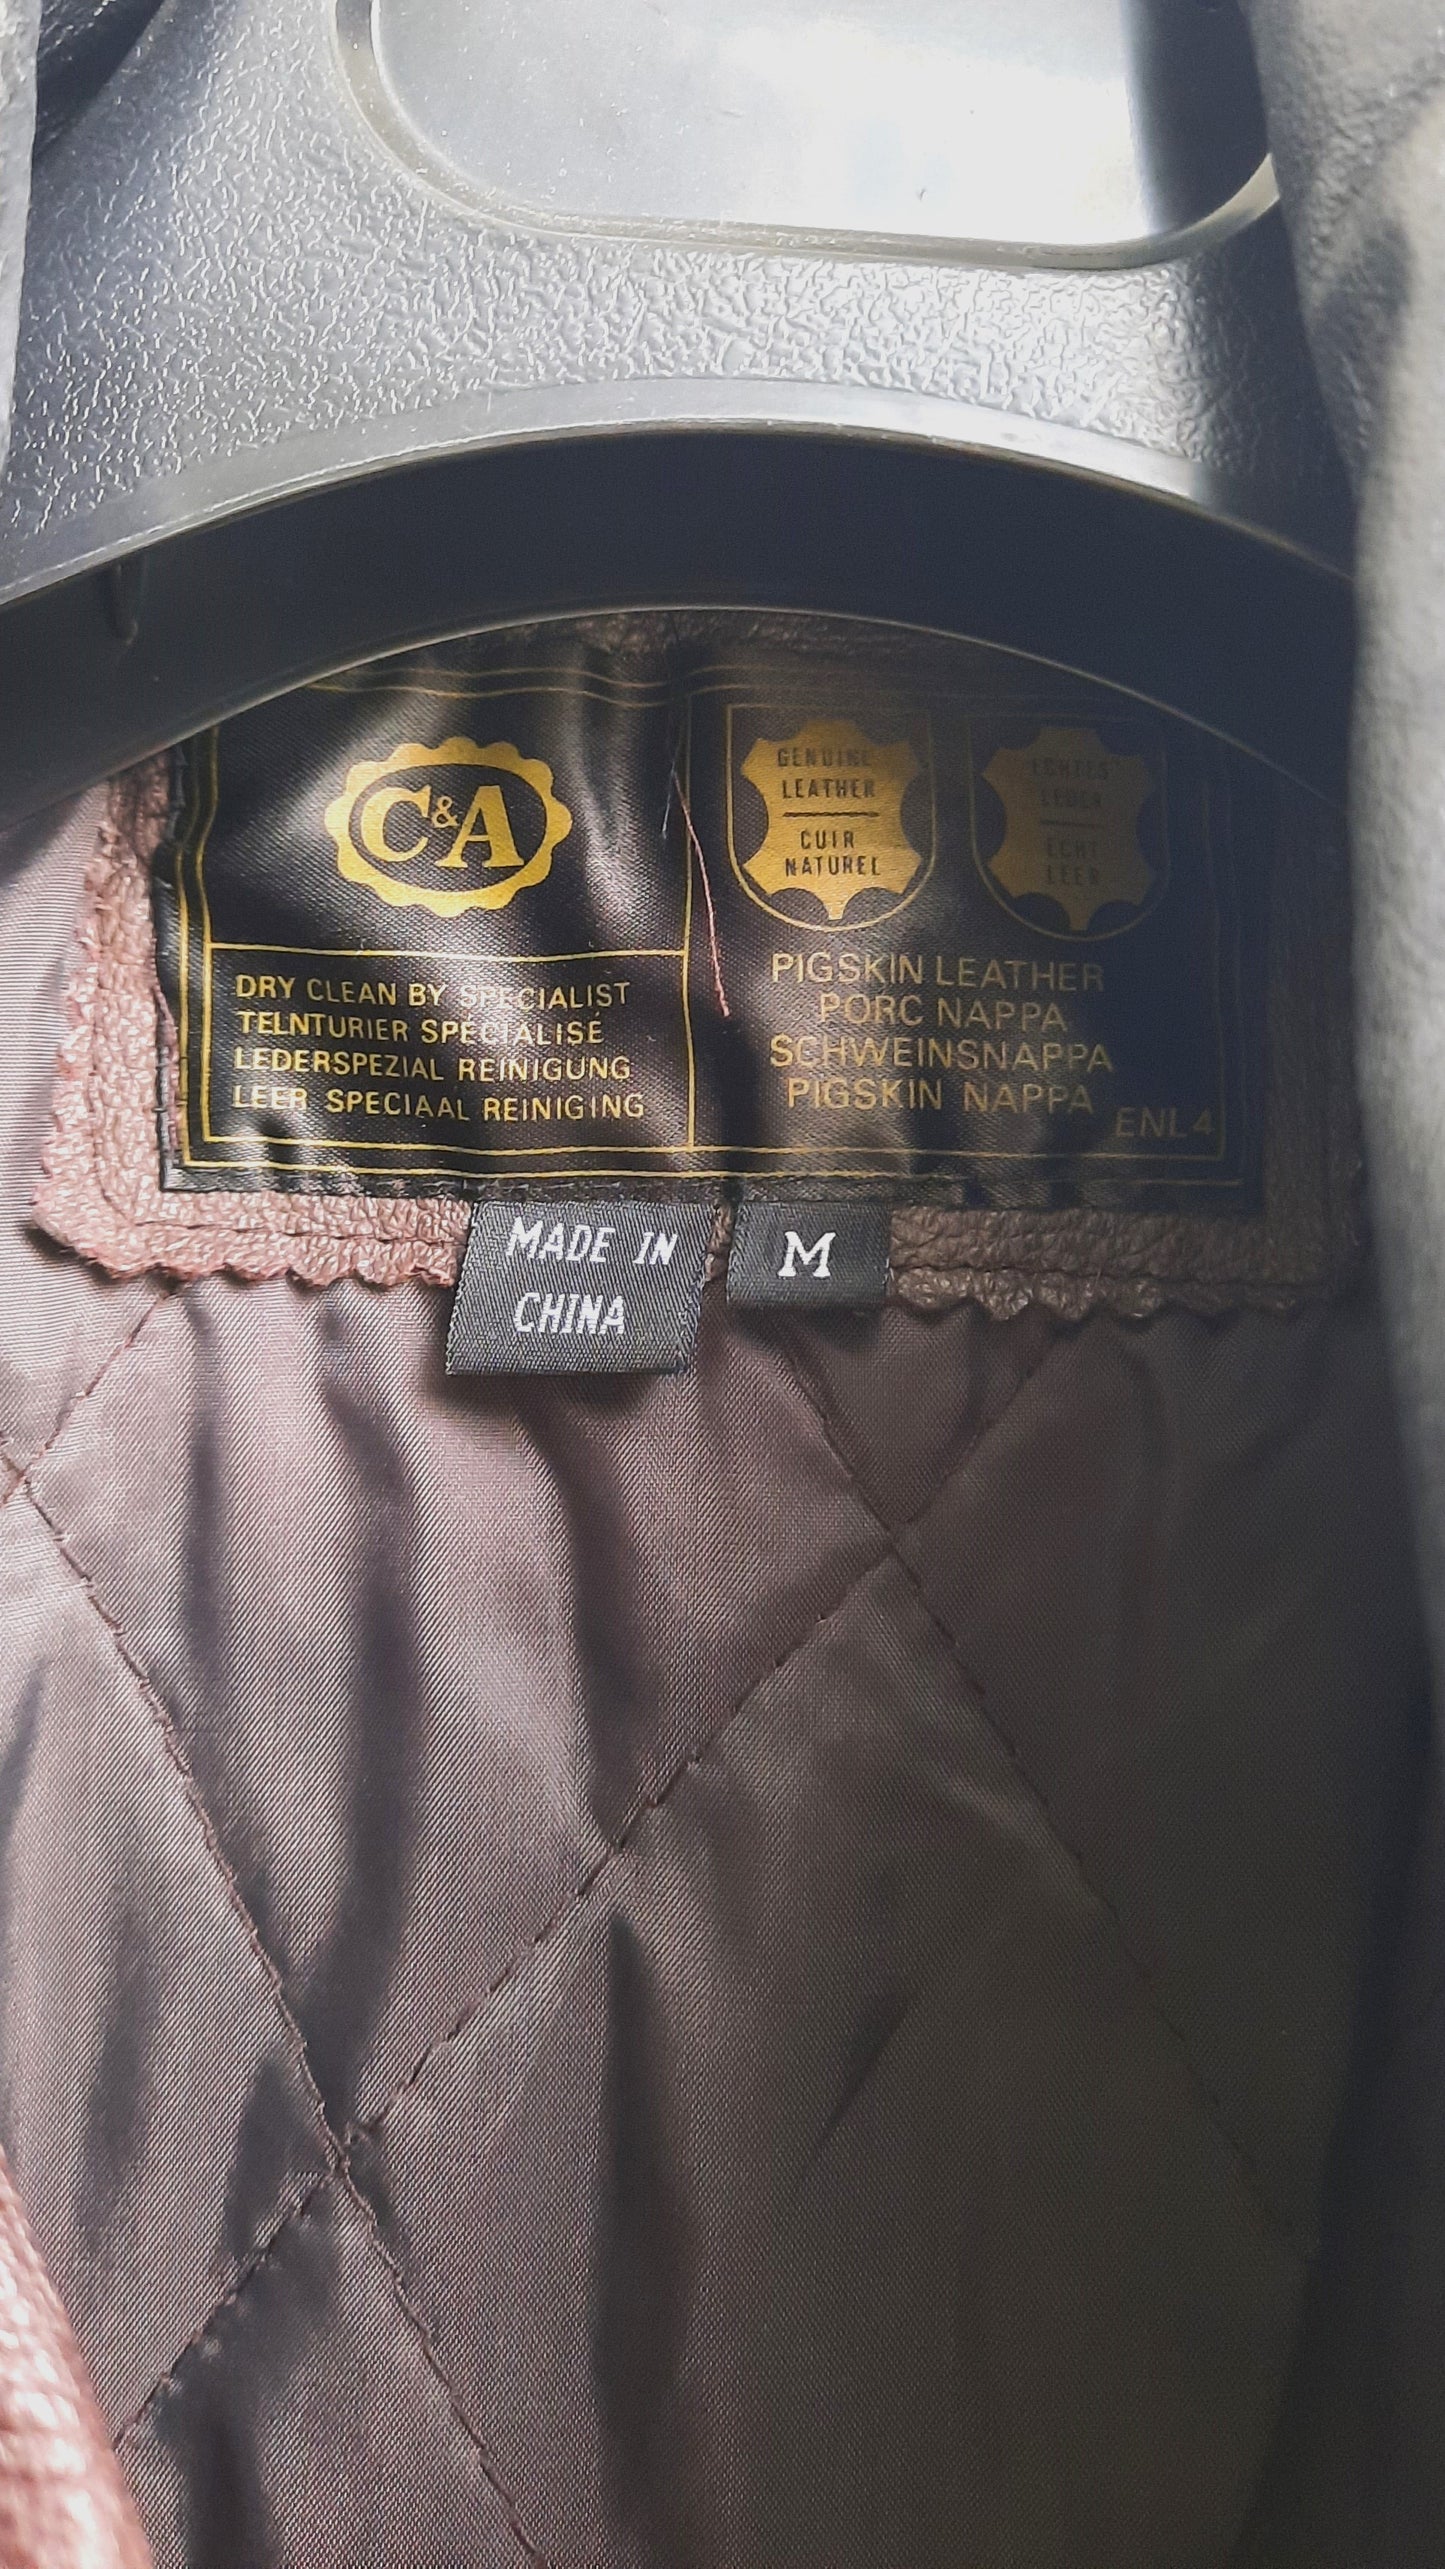 C&A
DRY CLEAN BY SPECIALIST
TELNTURIER SPÉCIALISÉ
LEDERSPEZIAL REINIGUNG
LEER SPECIAAL REINIGING
GENUINE
LEATHER
CUIR
NATUREL
ECHTES
LEDER
ECHT
LEER
PIGSKIN LEATHER
PORC NAPPA
SCHWEINSNAPPA
PIGSKIN NAPPA
ENL4
MADE IN
CHINA
M